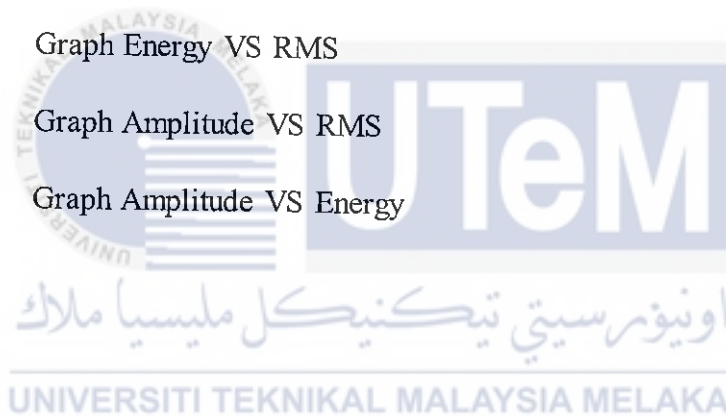 Graph Energy VS RMS
Graph Amplitude VS RMS
Graph Amplitude VS Energy
UTeM
اونيۏرسيتي تيكنيكل مليسيا ملاك
UNIVERSITI TEKNIKAL MALAYSIA MELAKA